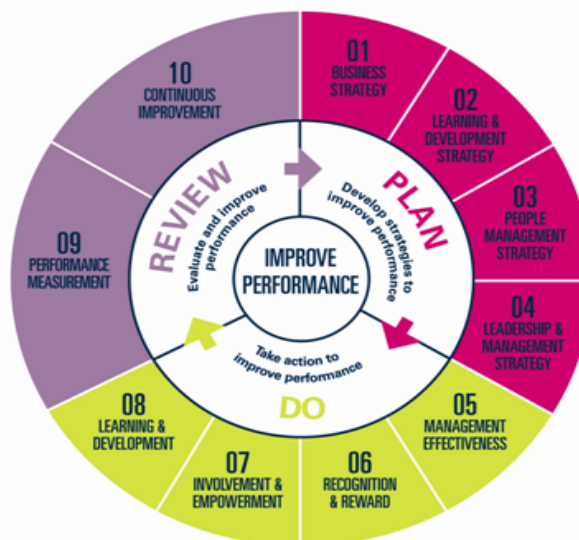 01
BUSINESS
STRATEGY
02
LEARNING &
DEVELOPMENT
STRATEGY
03
PEOPLE
MANAGEMENT
STRATEGY
04
LEADERSHIP
& MANAGEMENT
STRATEGY
05
MANAGEMENT
EFFECTIVENESS
06
RECOGNITION
& REWARD
07
INVOLVEMENT &
EMPOWERMENT
08
LEARNING &
DEVELOPMENT
09
PERFORMANCE
MEASUREMENT
10
CONTINUOUS
IMPROVEMENT
PLAN
Develop strategies to
improve performance
DO
Take action to
improve performance
REVIEW
Evaluate and improve
performance
IMPROVE
PERFORMANCE